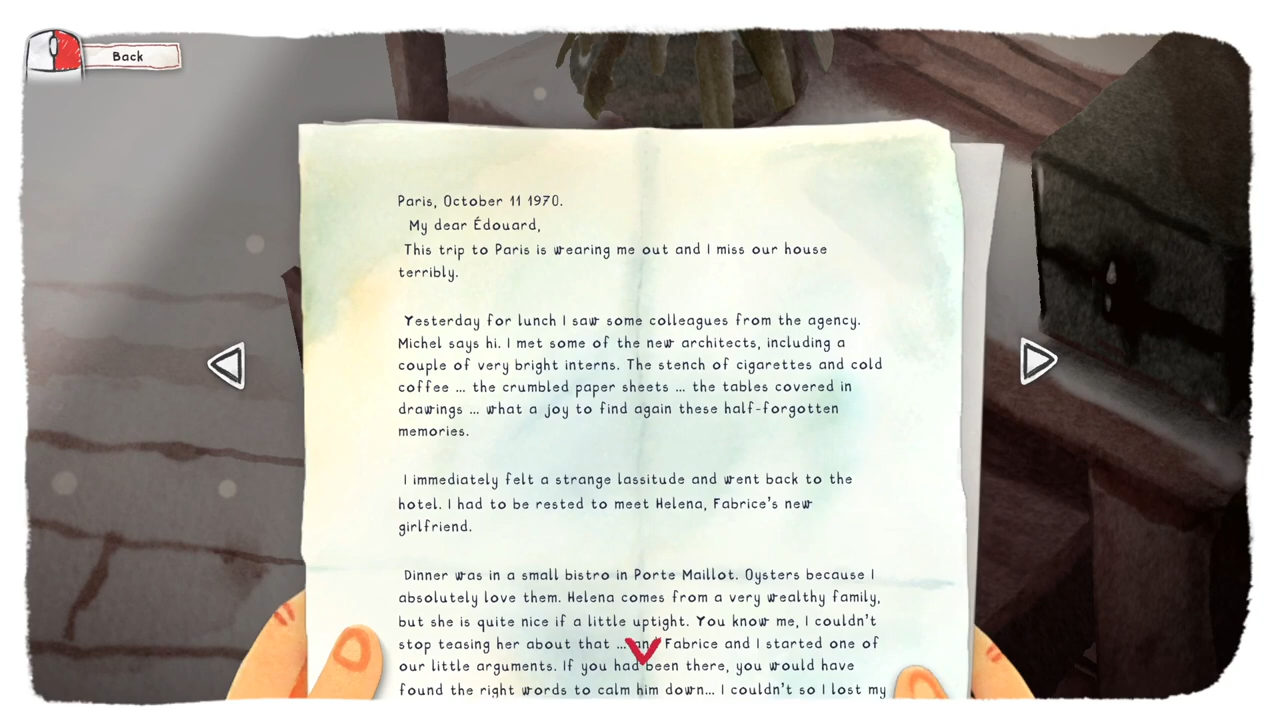 Back
Paris, October 11 1970.
My dear Édouard,
This trip to Paris is wearing me out and I miss our house
terribly.
Yesterday for lunch I saw some colleagues from the agency.
Michel says hi. I met some of the new architects, including a
couple of very bright interns. The stench of cigarettes and cold
coffee ... the crumbled paper sheets ... the tables covered in
drawings ... what a joy to find again these half-forgotten
memories.
I immediately felt a strange lassitude and went back to the
hotel. I had to be rested to meet Helena, Fabrice's new
girlfriend.
Dinner was in a small bistro in Porte Maillot. Oysters because I
absolutely love them. Helena comes from a very wealthy family,
but she is quite nice if a little uptight. You know me, I couldn't
stop teasing her about that ... and Fabrice and I started one of
our little arguments. If you had been there, you would have
found the right words to calm him down... I couldn't so I lost my